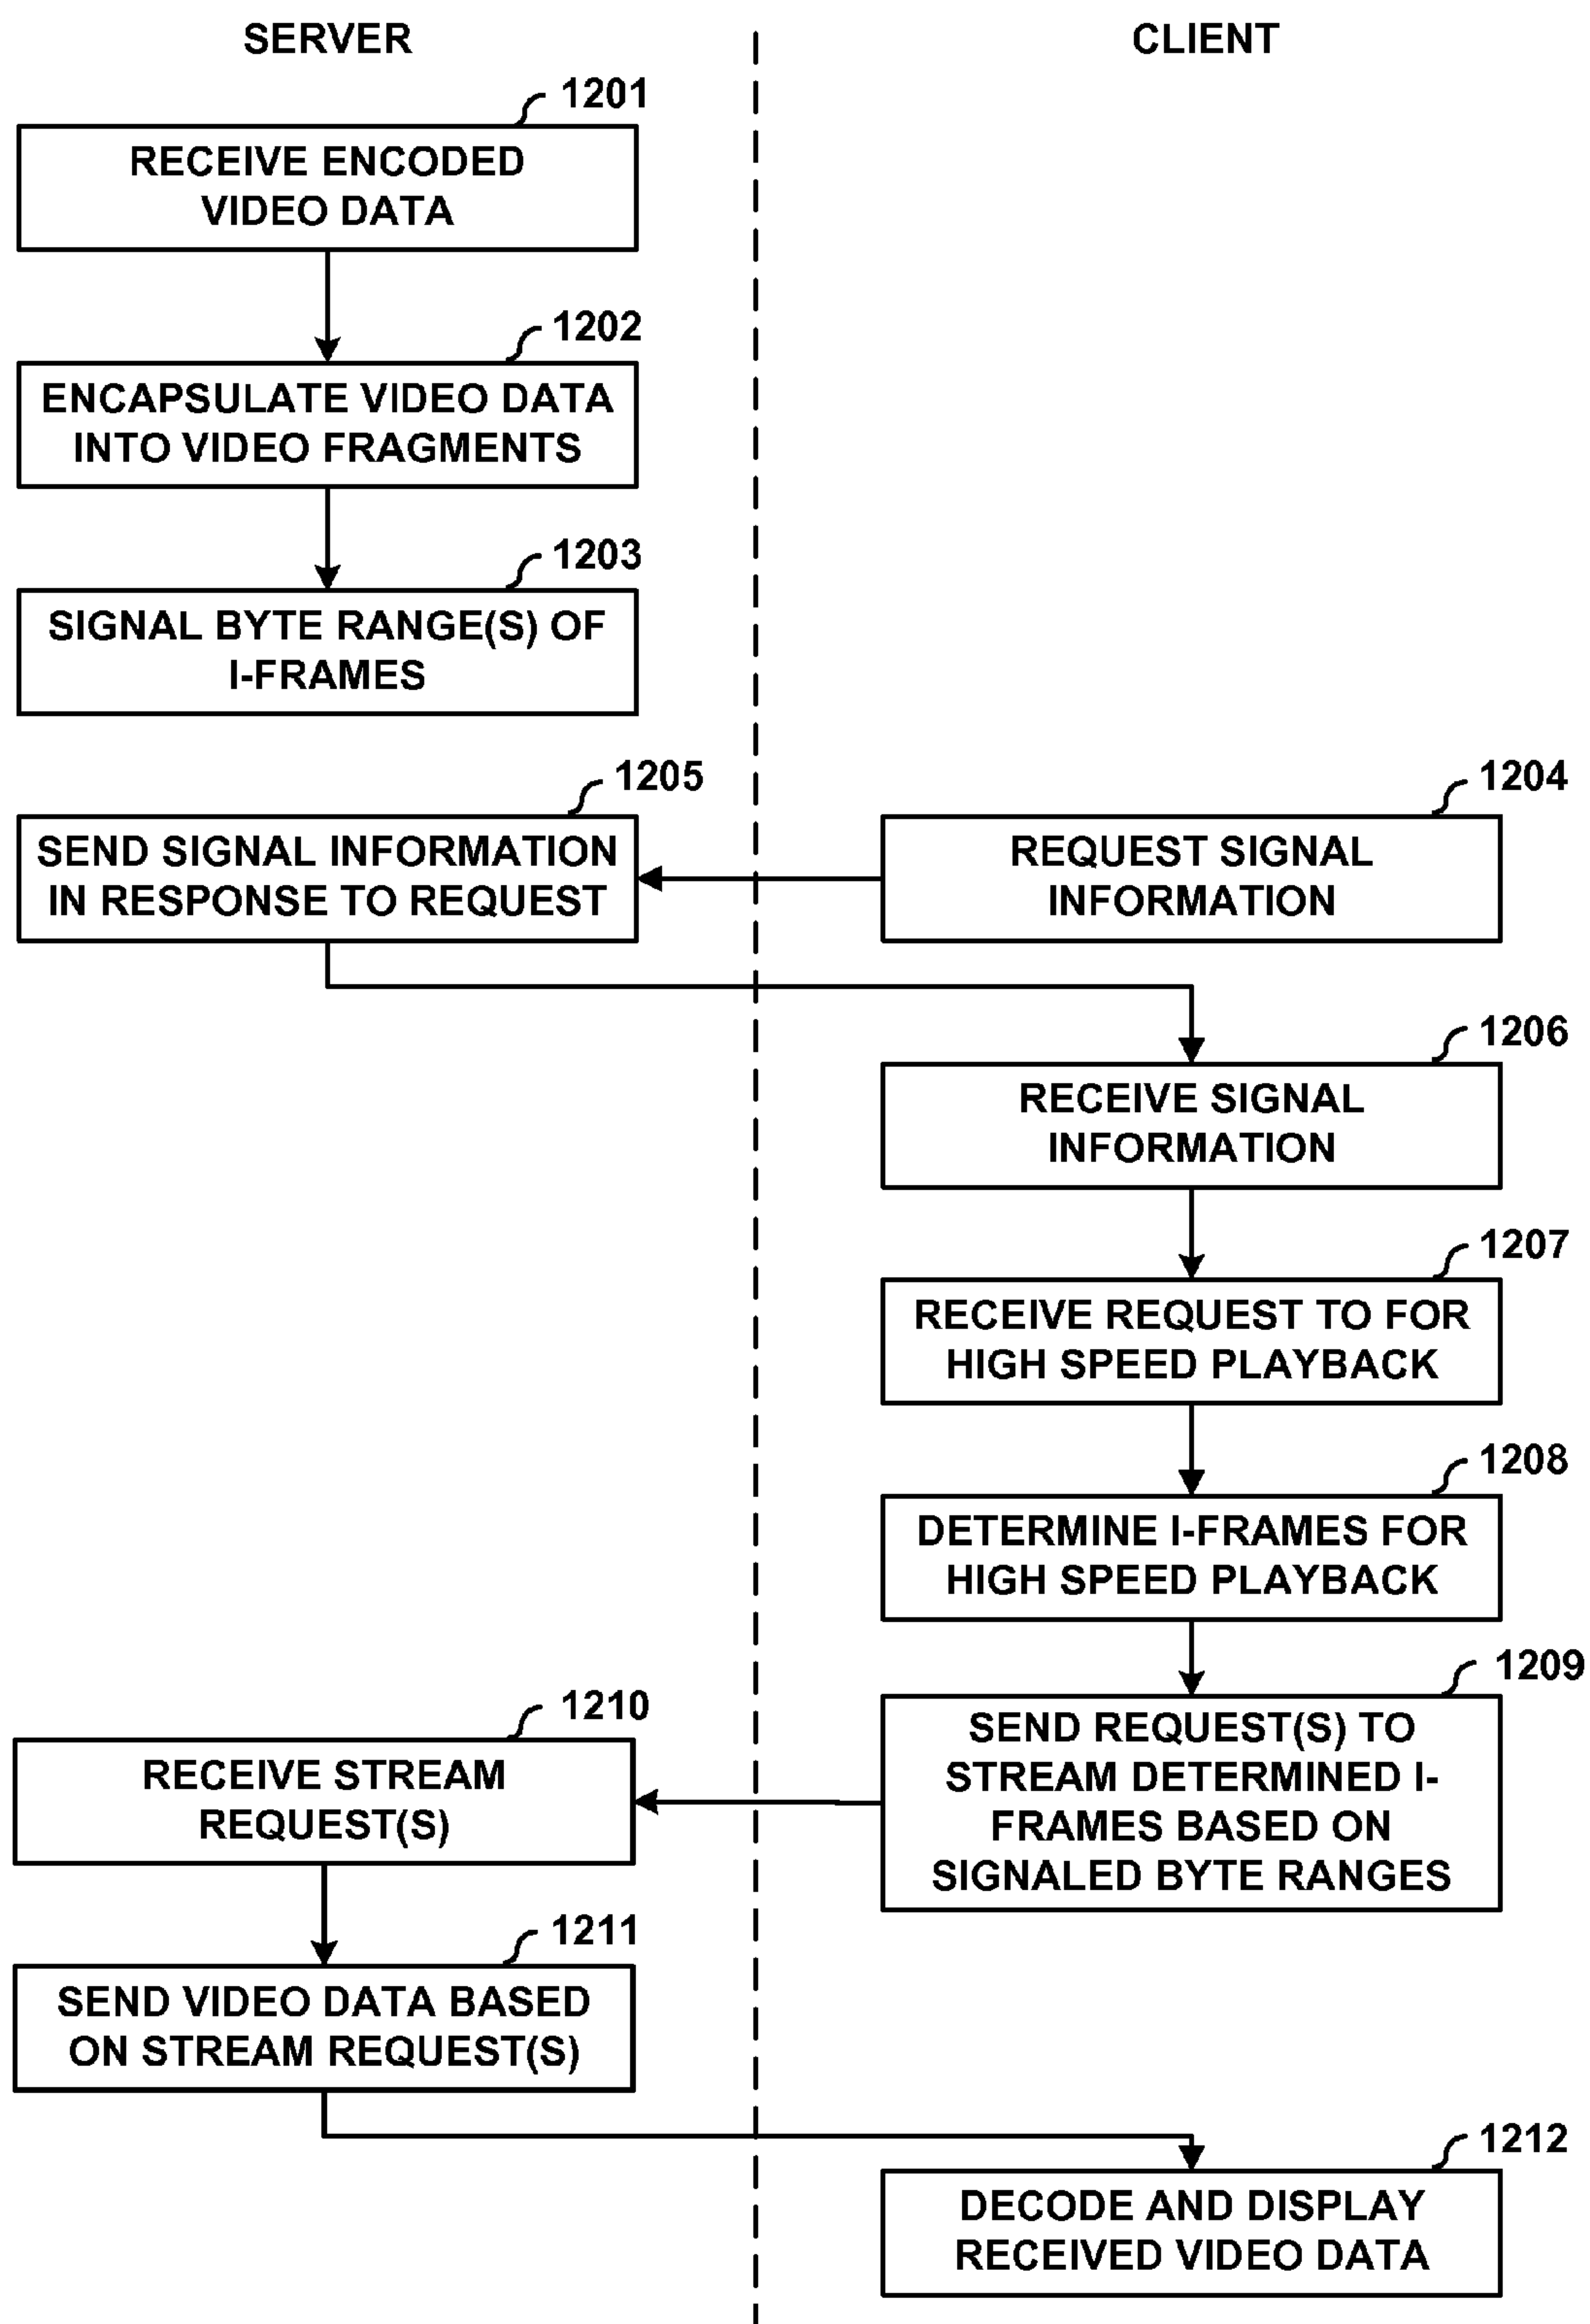 SERVER
CLIENT
1201
RECEIVE ENCODED
VIDEO DATA
1202
ENCAPSULATE VIDEO DATA
INTO VIDEO FRAGMENTS
1203
SIGNAL BYTE RANGE(S) OF
I-FRAMES
1204
REQUEST SIGNAL
INFORMATION
1205
SEND SIGNAL INFORMATION
IN RESPONSE TO REQUEST
1206
RECEIVE SIGNAL
INFORMATION
1207
RECEIVE REQUEST TO FOR
HIGH SPEED PLAYBACK
1208
DETERMINE I-FRAMES FOR
HIGH SPEED PLAYBACK
1209
SEND REQUEST(S) TO
STREAM DETERMINED I-
FRAMES BASED ON
SIGNALED BYTE RANGES
1210
RECEIVE STREAM
REQUEST(S)
1211
SEND VIDEO DATA BASED
ON STREAM REQUEST(S)
1212
DECODE AND DISPLAY
RECEIVED VIDEO DATA